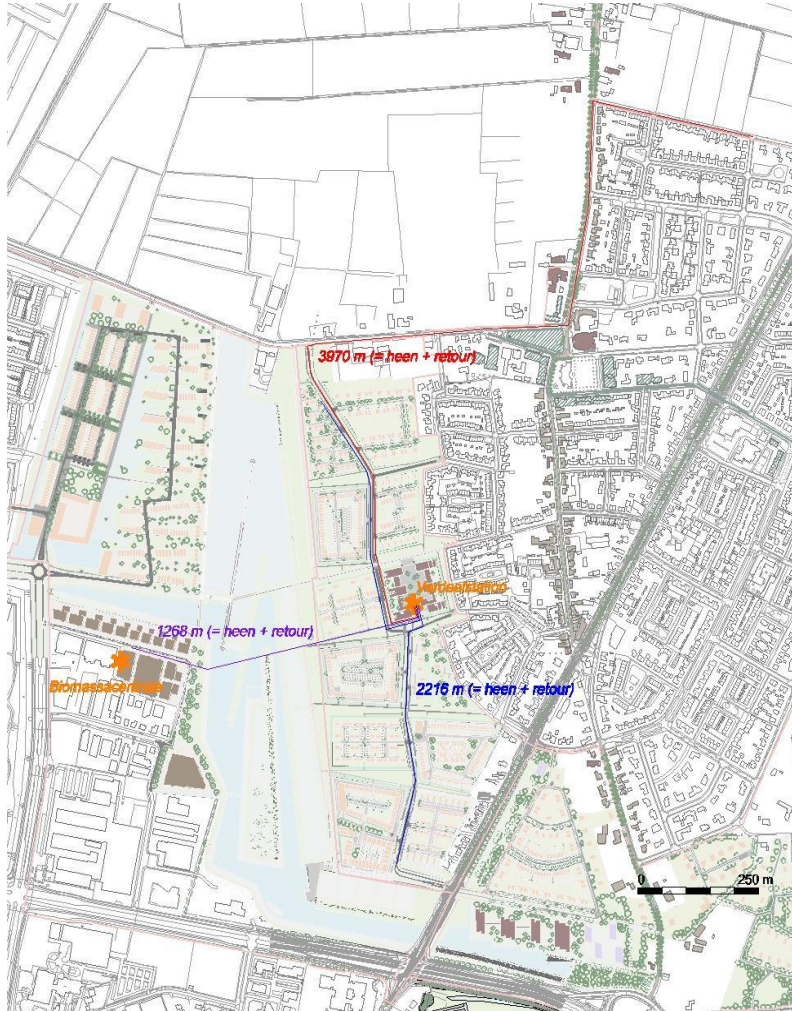 3970 m (= heen + retour)
Verdeelstation
1268 m (= heen + retour)
Biomassacentrale
2216 m (= heen + retour)
0 250 m